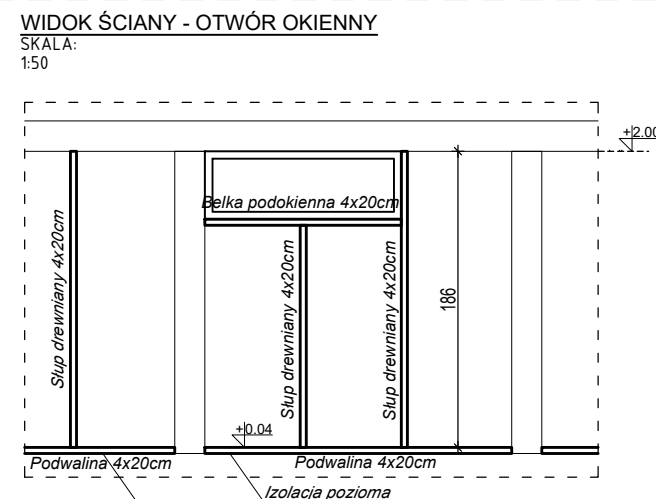 WIDOK ŚCIANY - OTWÓR OKIENNY
SKALA:
1:50
+2.00
Belka podokienna 4x20cm
Słup drewniany 4x20cm
Słup drewniany 4x20cm
Słup drewniany 4x20cm
186
+0.04
Podwalina 4x20cm
Podwalina 4x20cm
Izolacja pozioma